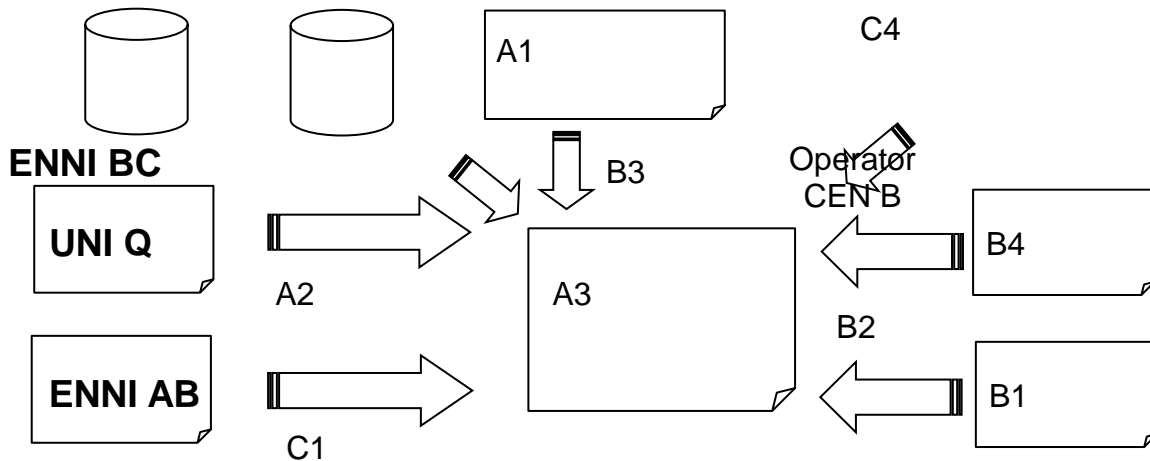 C4
A1
ENNI BC
B3
Operator
CEN B
UNI Q
B4
A2
A3
B2
ENNI AB
B1
C1